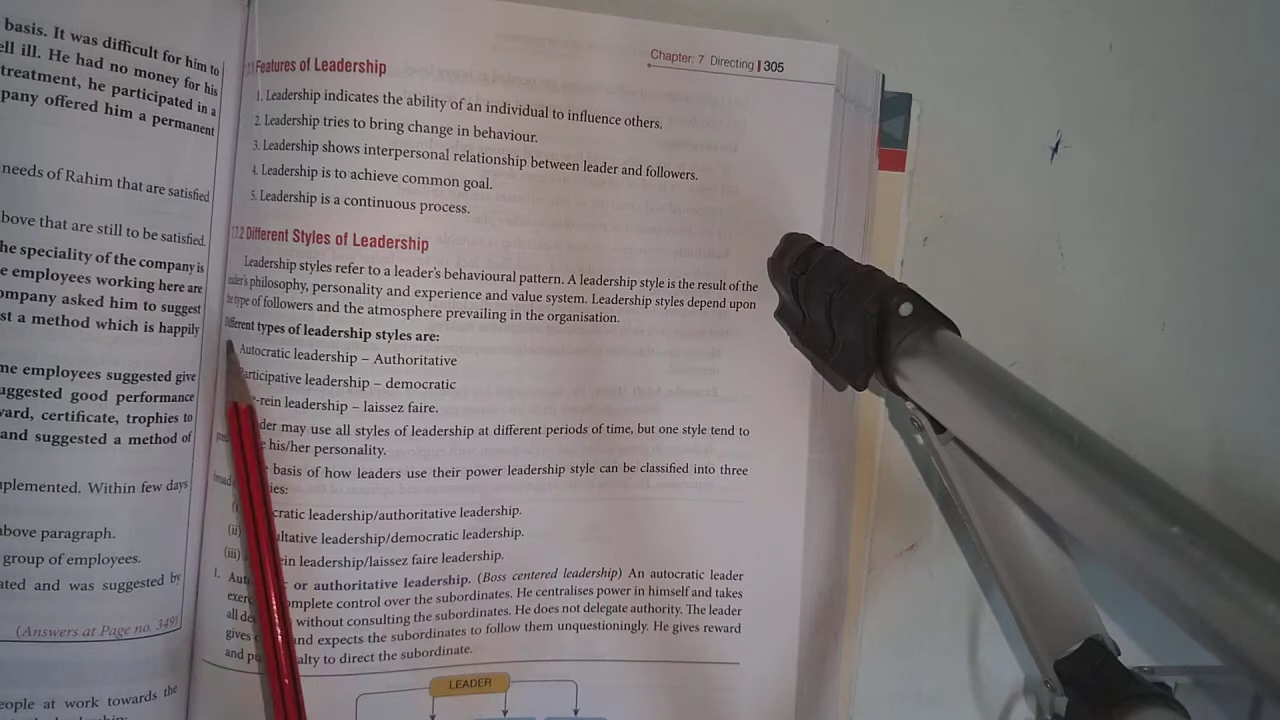 basis. It was difficult for him to
ell ill. He had no money for his
treatment, he participated in a
pany offered him a permanent
needs of Rahim that are satisfied
bove that are still to be satisfied.
he speciality of the company is
e employees working here are
ompany asked him to suggest
st a method which is happily
me employees suggested give
uggested good performance
vard, certificate, trophies to
and suggested a method of
mplemented. Within few days
above paragraph.
group of employees.
ated and was suggested by
(Answers at Page no. 349)
eople at work towards the
Chapter: 7 Directing | 305
Features of Leadership
1. Leadership indicates the ability of an individual to influence others.
2. Leadership tries to bring change in behaviour.
3. Leadership shows interpersonal relationship between leader and followers.
4. Leadership is to achieve common goal.
5. Leadership is a continuous process.
7.2 Different Styles of Leadership
Leadership styles refer to a leader's behavioural pattern. A leadership style is the result of the
leader's philosophy, personality and experience and value system. Leadership styles depend upon
the type of followers and the atmosphere prevailing in the organisation.
Different types of leadership styles are:
Autocratic leadership – Authoritative
Participative leadership – democratic
-rein leadership – laissez faire.
der may use all styles of leadership at different periods of time, but one style tend to
his/her personality.
basis of how leaders use their power leadership style can be classified into three
broad ies:
cratic leadership/authoritative leadership.
(ii) ltative leadership/democratic leadership.
(iii) ein leadership/laissez faire leadership.
1. Aut or authoritative leadership. (Boss centered leadership) An autocratic leader
exer mplete control over the subordinates. He centralises power in himself and takes
all de without consulting the subordinates. He does not delegate authority. The leader
gives and expects the subordinates to follow them unquestioningly. He gives reward
and alty to direct the subordinate.
LEADER